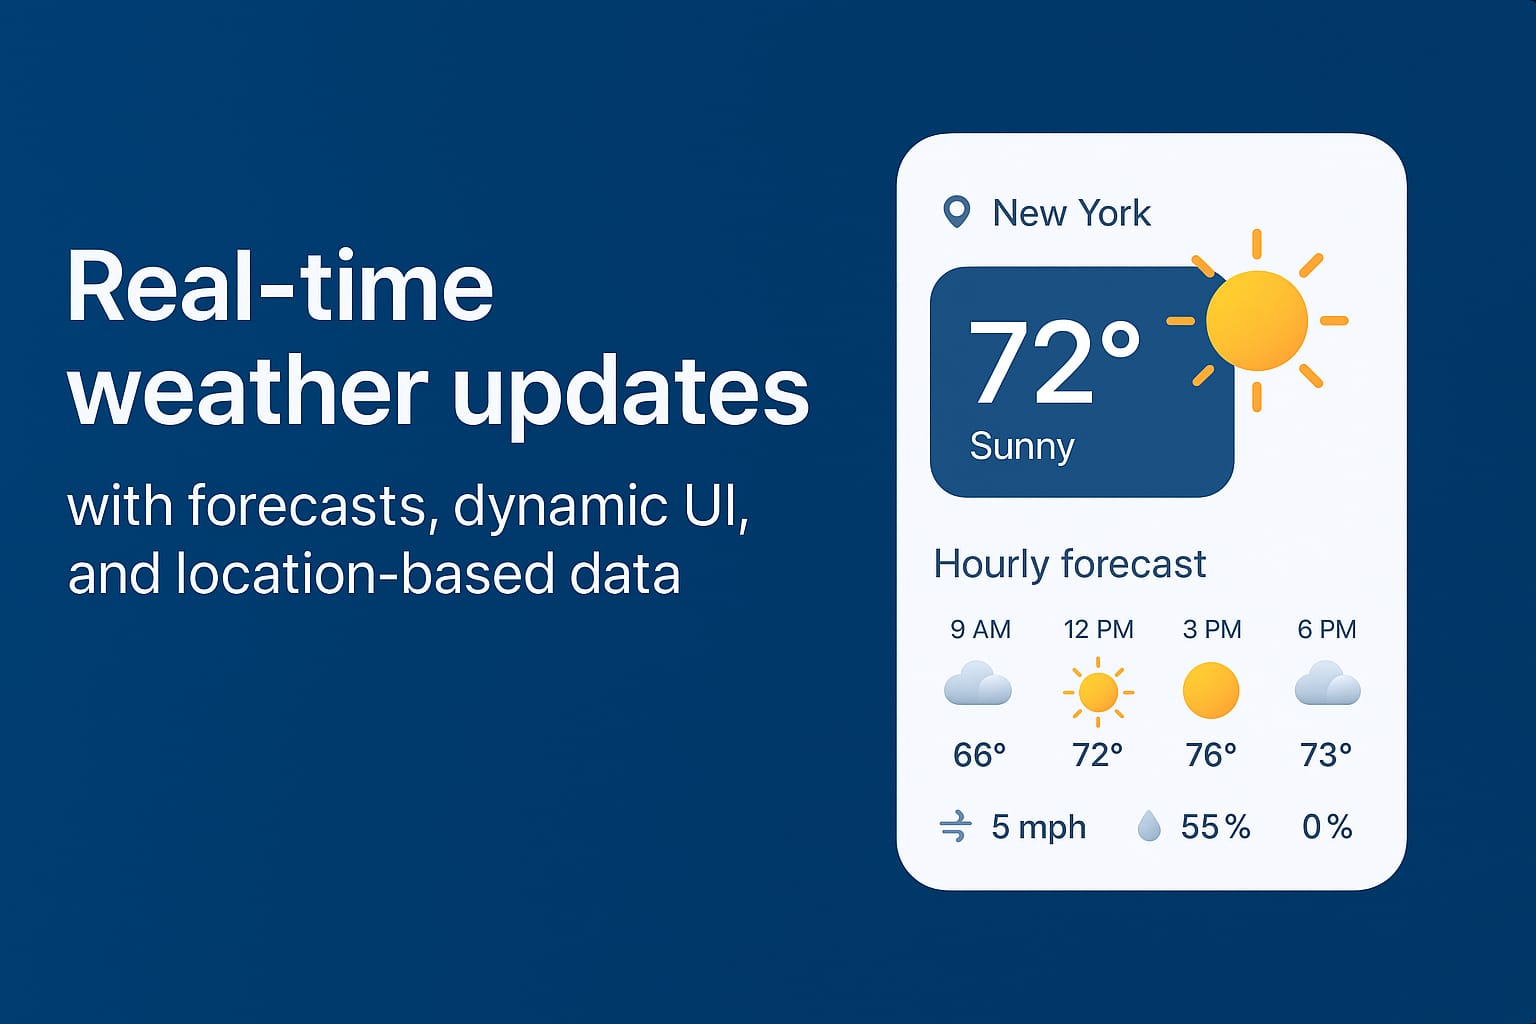 Real-time
weather updates
with forecasts, dynamic UI,
and location-based data
New York
72°
Sunny
Hourly forecast
9 AM 12 PM 3 PM 6 PM
66° 72° 76° 73°
5 mph 55% 0%